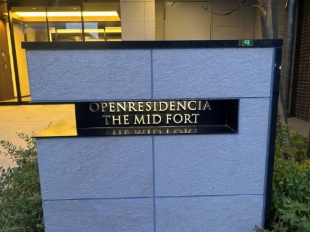 OPENRESIDENCIA
THE MID FORT